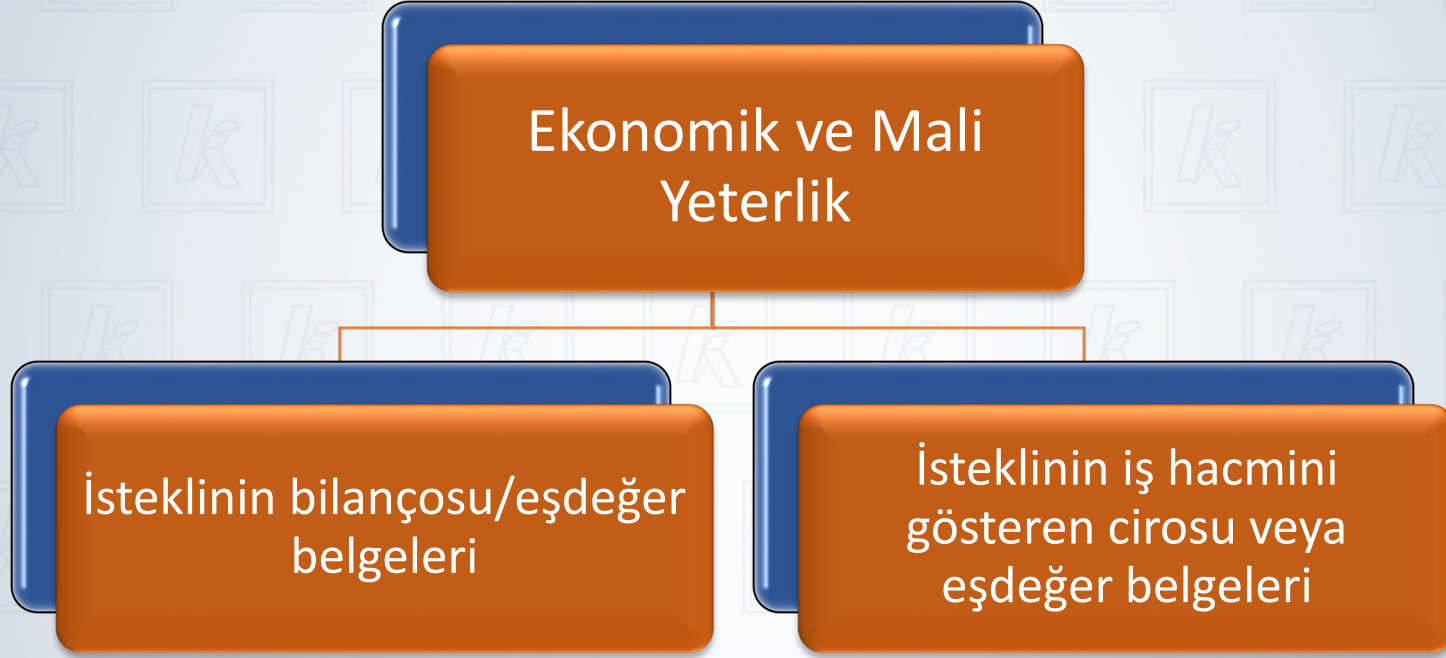 Ekonomik ve Mali
Yeterlik
İsteklinin bilançosu/eşdeğer
belgeleri
İsteklinin iş hacmini
gösteren cirosu veya
eşdeğer belgeleri